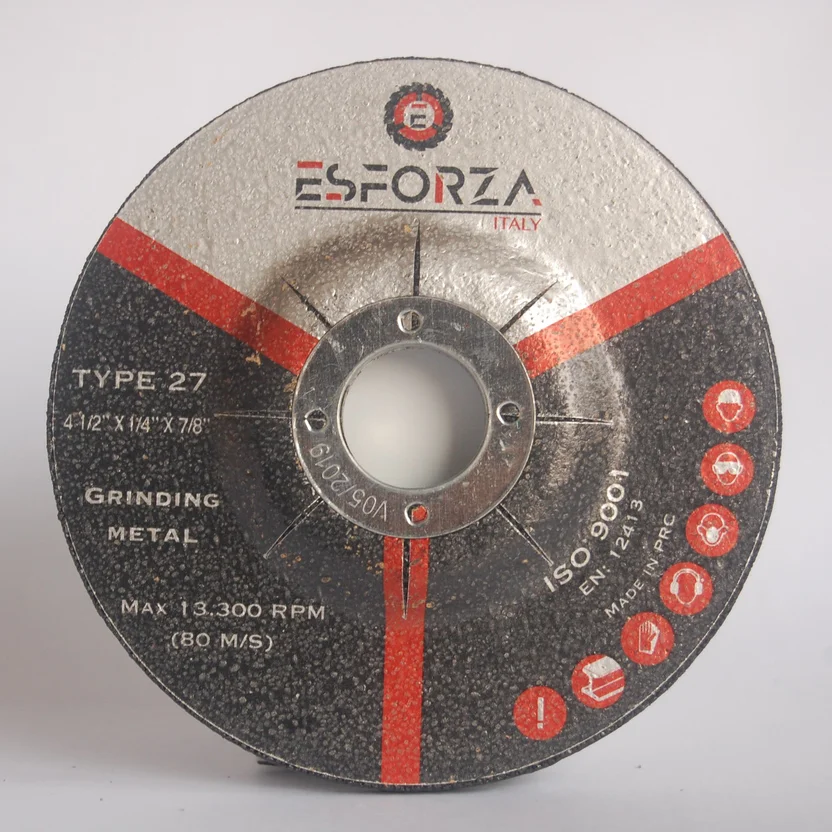 E
ESFORZA
ITALY
TYPE 27
4 1/2" X 1/4" X 7/8"
GRINDING
METAL
MAX 13.300 RPM
(80 M/S)
V05/2019
ISO 9001
EN: 12413
MADE IN PRC
!